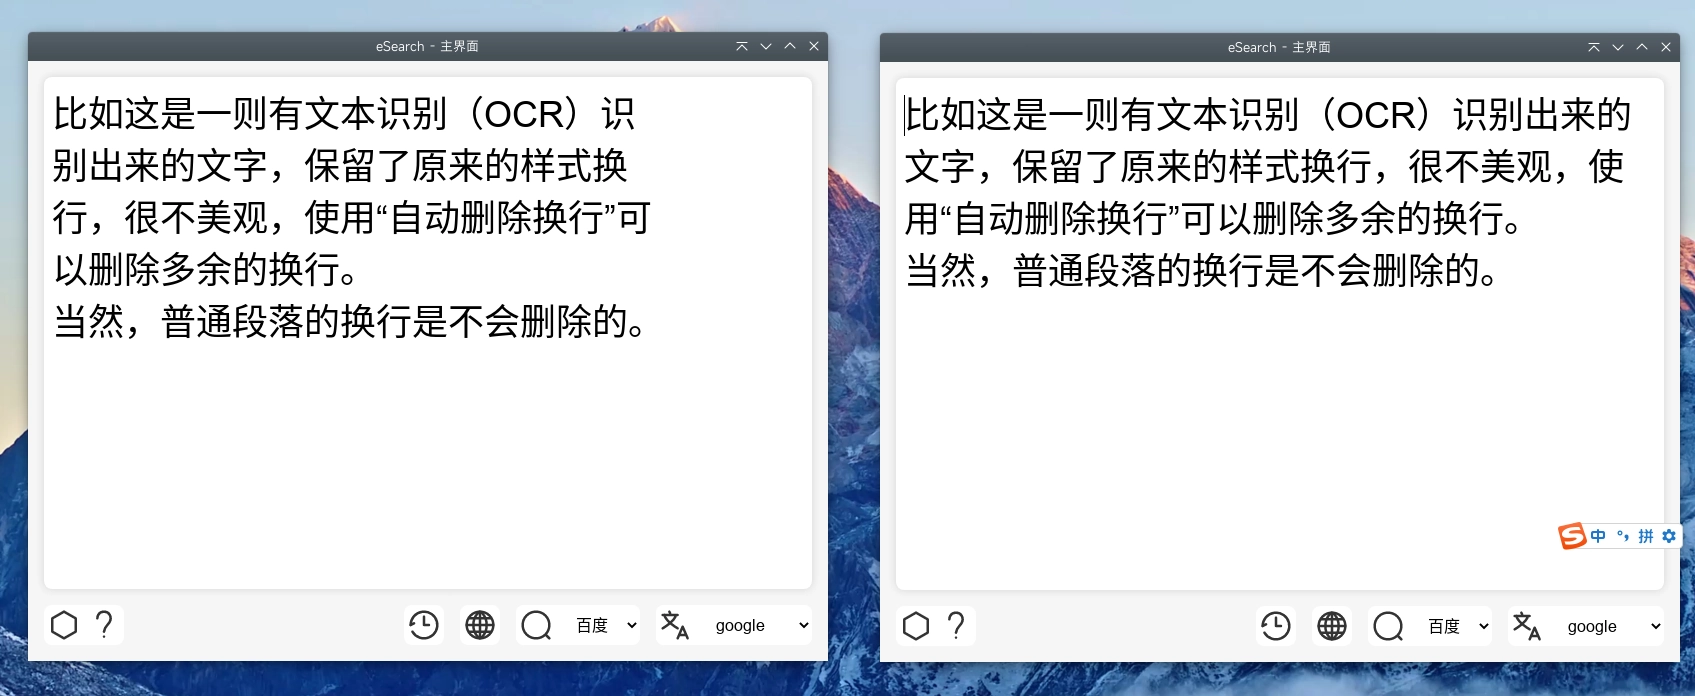 eSearch - 主界面
比如这是一则有文本识别（OCR）识
别出来的文字，保留了原来的样式换
行，很不美观，使用“自动删除换行”可
以删除多余的换行。
当然，普通段落的换行是不会删除的。
百度
google
eSearch - 主界面
比如这是一则有文本识别（OCR）识别出来的
文字，保留了原来的样式换行，很不美观，使
用“自动删除换行”可以删除多余的换行。
当然，普通段落的换行是不会删除的。
S 中 °, 拼
百度
google